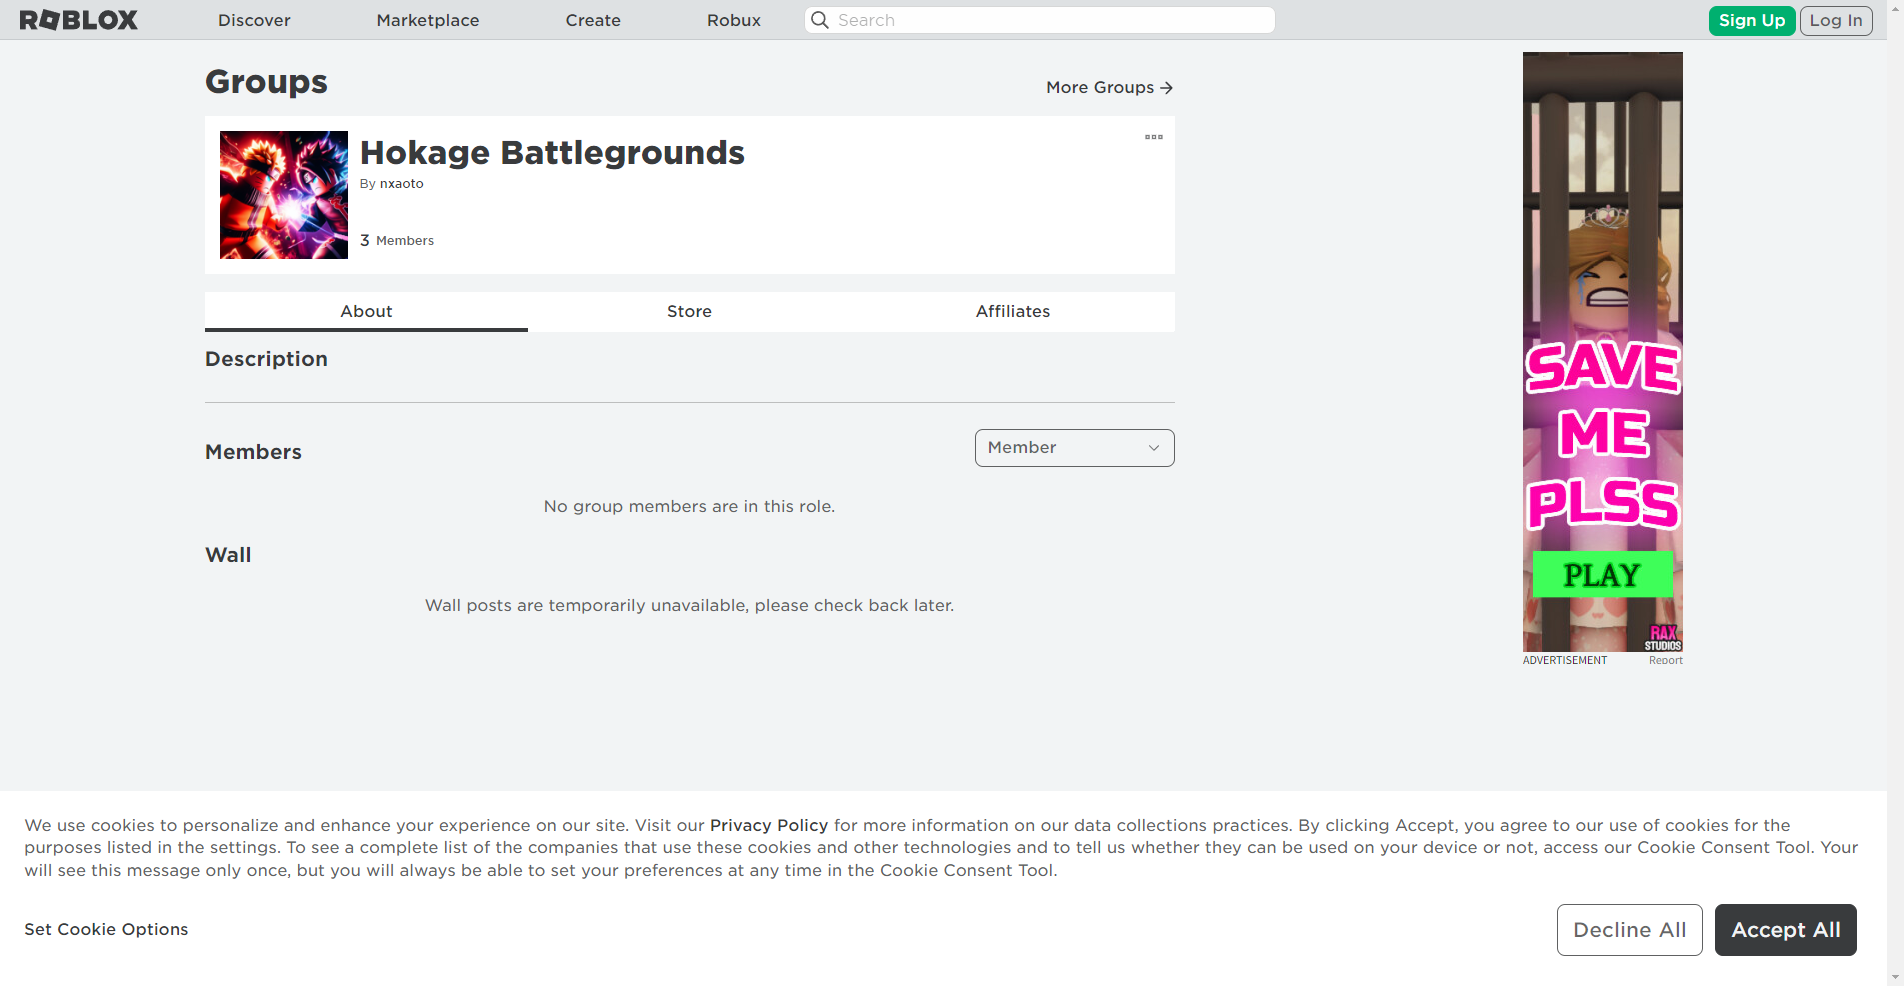 ROBLOX
Discover
Marketplace
Create
Robux
Search
Sign Up
Log In
Groups
More Groups
Hokage Battlegrounds
By nxaoto
3 Members
About
Store
Affiliates
Description
Members
Member
No group members are in this role.
Wall
Wall posts are temporarily unavailable, please check back later.
SAVE
ME
PLSS
PLAY
RAX
STUDIOS
ADVERTISEMENT
Report
We use cookies to personalize and enhance your experience on our site. Visit our Privacy Policy for more information on our data collections practices. By clicking Accept, you agree to our use of cookies for the
purposes listed in the settings. To see a complete list of the companies that use these cookies and other technologies and to tell us whether they can be used on your device or not, access our Cookie Consent Tool. Your
will see this message only once, but you will always be able to set your preferences at any time in the Cookie Consent Tool.
Set Cookie Options
Decline All
Accept All